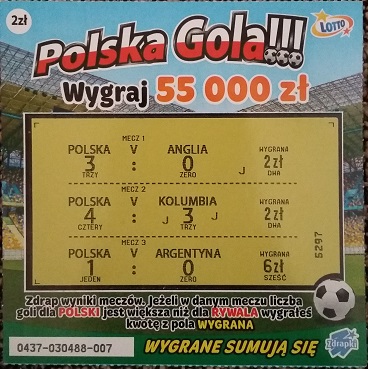 2zł
Polska Gola!!!
LOTTO
Wygraj 55 000 zł
MECZ 1
POLSKA V ANGLIA WYGRANA
3 : 0 J 2zł
TRZY ZERO DWA
MECZ 2
POLSKA V KOLUMBIA WYGRANA
4 : J 3 J 2zł
CZTERY TRZY DWA
MECZ 3
POLSKA V ARGENTYNA WYGRANA
1 : 0 6zł
JEDEN ZERO SZEŚĆ
5297
Zdrap wyniki meczów. Jeżeli w danym meczu liczba
goli dla POLSKI jest większa niż dla RYWALA wygrałeś
kwotę z pola WYGRANA
0437-030488-007
WYGRANE SUMUJĄ SIĘ
Zdrapki